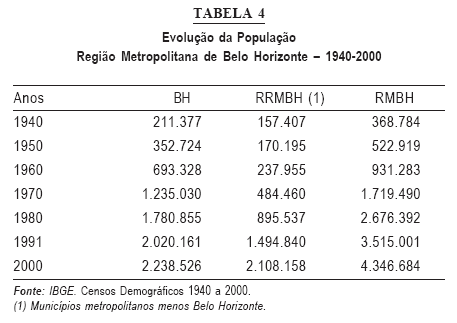 TABELA 4
Evolução da População
Região Metropolitana de Belo Horizonte – 1940-2000
Anos BH RRMBH (1) RMBH
1940 211.377 157.407 368.784
1950 352.724 170.195 522.919
1960 693.328 237.955 931.283
1970 1.235.030 484.460 1.719.490
1980 1.780.855 895.537 2.676.392
1991 2.020.161 1.494.840 3.515.001
2000 2.238.526 2.108.158 4.346.684
Fonte: IBGE. Censos Demográficos 1940 a 2000.
(1) Municípios metropolitanos menos Belo Horizonte.